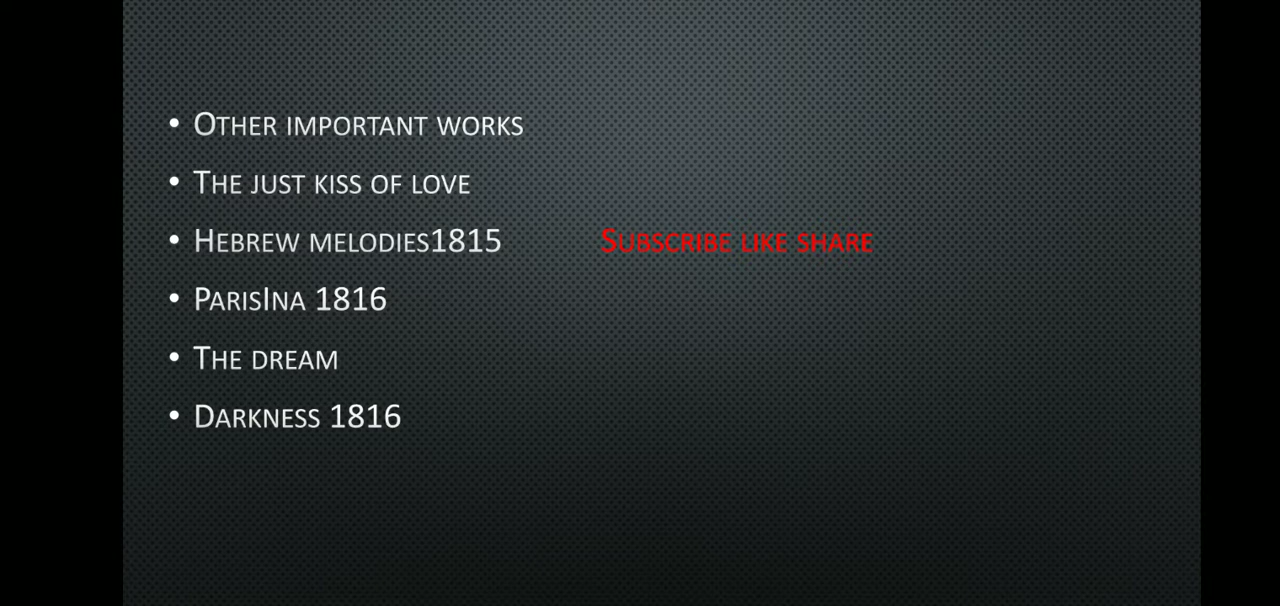 • Other important works
• The just kiss of love
• Hebrew melodies1815
Subscribe like share
• ParisIna 1816
• The dream
• Darkness 1816